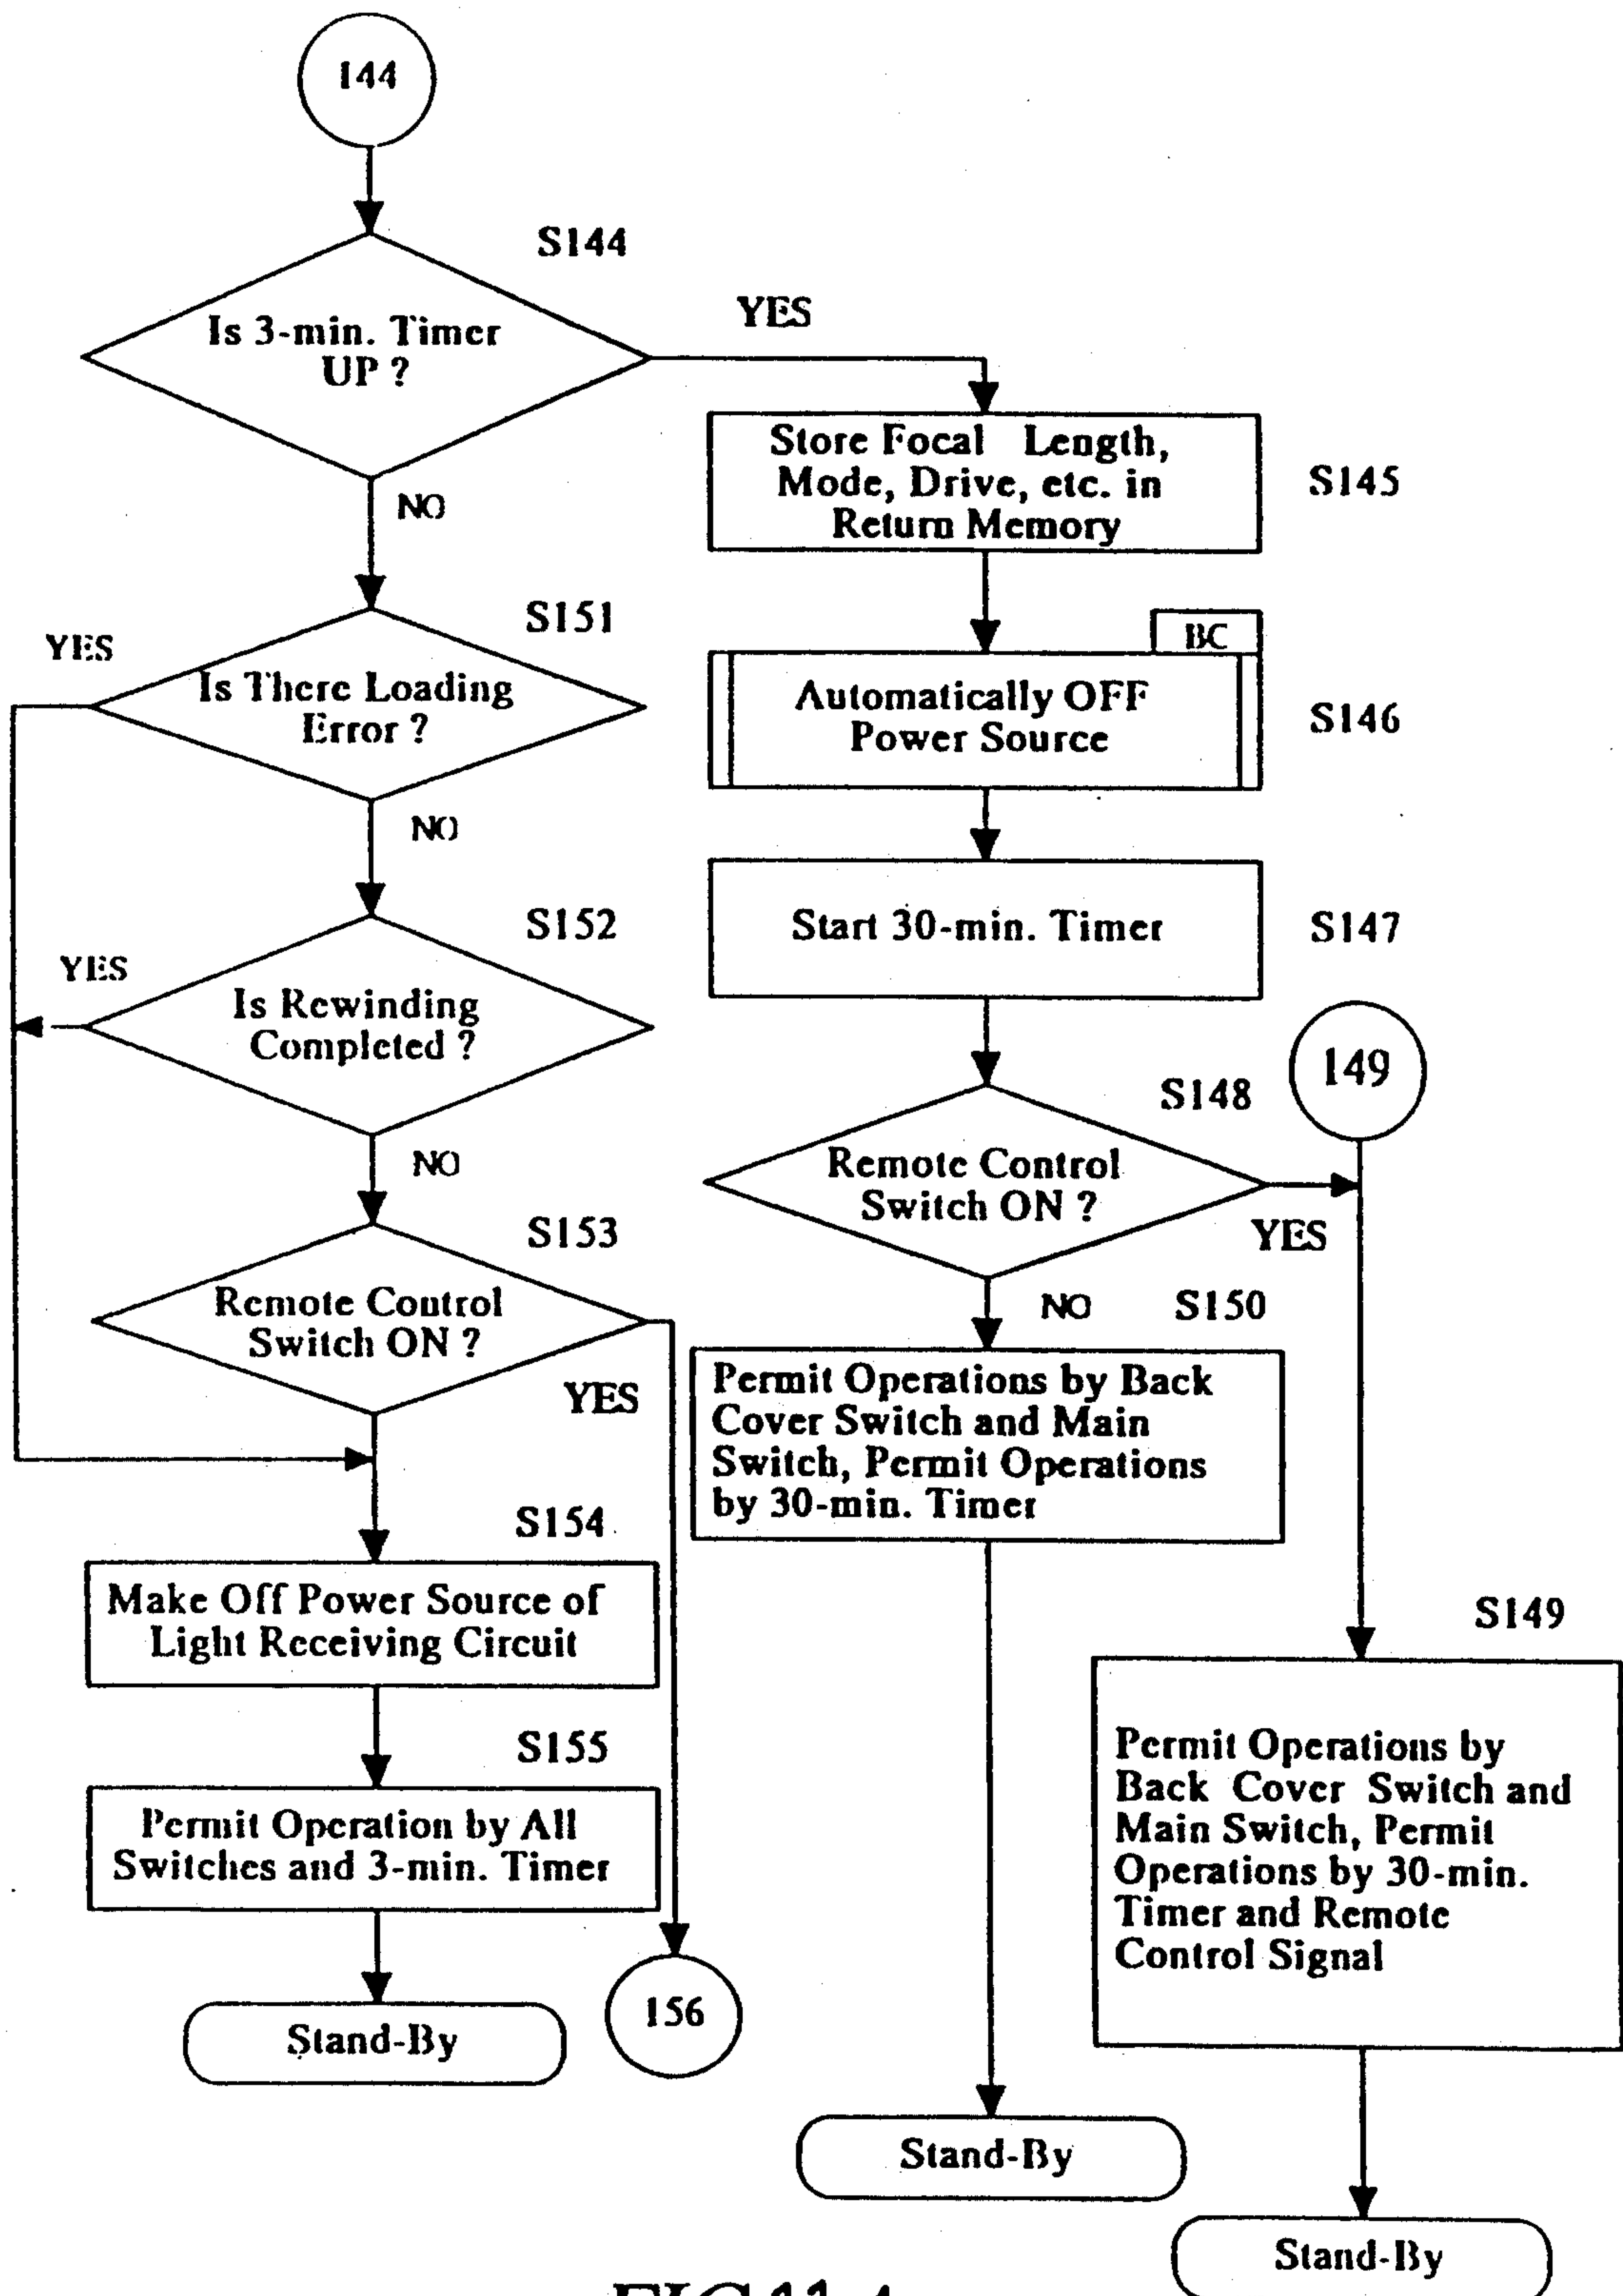 144
S144
Is 3-min. Timer
UP ?
YES
NO
Store Focal Length,
Mode, Drive, etc. in
Return Memory
S145
S151
YES
Is There Loading
Error ?
NO
BC
Automatically OFF
Power Source
S146
Start 30-min. Timer
S147
S152
YES
Is Rewinding
Completed ?
NO
S148
149
Remote Control
Switch ON ?
YES
NO
S153
Remote Control
Switch ON ?
YES
S150
Permit Operations by Back
Cover Switch and Main
Switch, Permit Operations
by 30-min. Timer
S154
Make Off Power Source of
Light Receiving Circuit
S149
Permit Operations by
Back Cover Switch and
Main Switch, Permit
Operations by 30-min.
Timer and Remote
Control Signal
S155
Permit Operation by All
Switches and 3-min. Timer
Stand-By
156
Stand-By
Stand-By